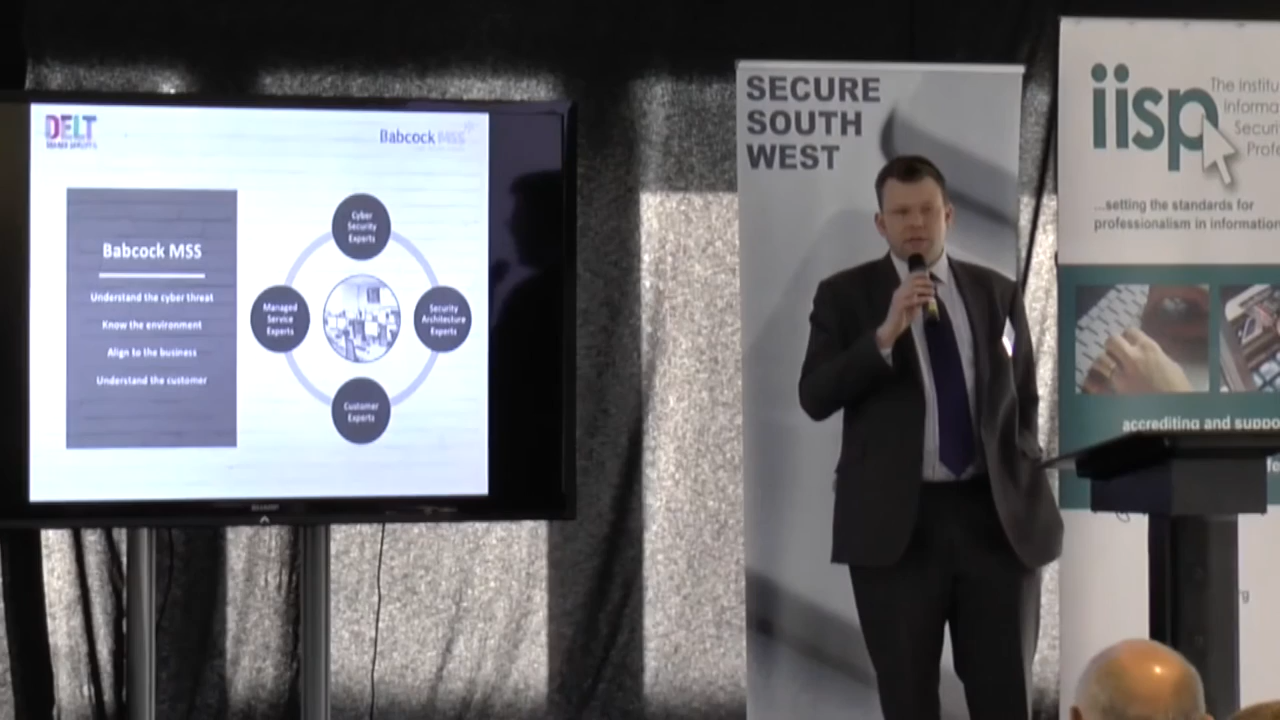 DELT
Babcock MSS
Babcock MSS
Understand the cyber threat
Know the environment
Align to the business
Understand the customer
Cyber
Security
Experts
Managed
Service
Experts
Security
Architecture
Experts
Customer
Experts
SHARP
SECURE
SOUTH
WEST
iisp
The Institu
Informa
Securi
Profe
...setting the standards for
professionalism in information
accrediting and suppo